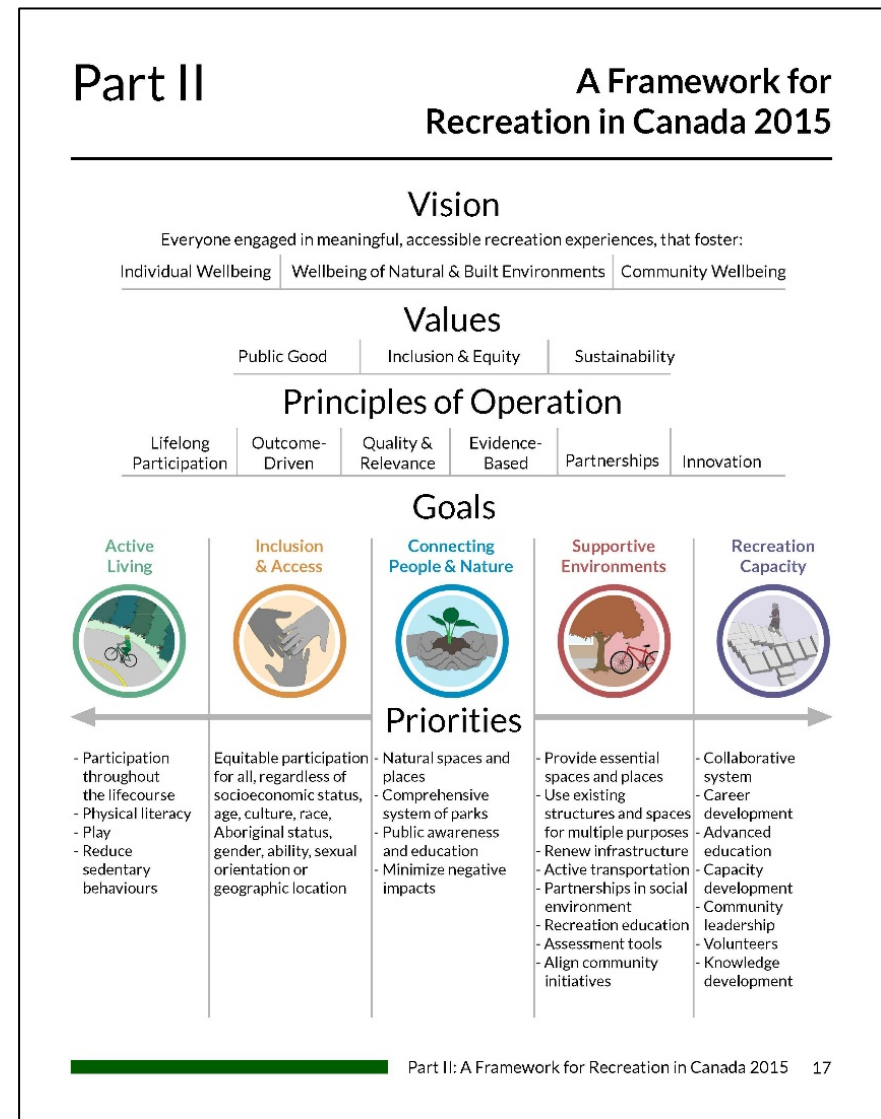 Part II
A Framework for
Recreation in Canada 2015
Vision
Everyone engaged in meaningful, accessible recreation experiences, that foster:
Individual Wellbeing
Wellbeing of Natural & Built Environments
Community Wellbeing
Values
Public Good
Inclusion & Equity
Sustainability
Principles of Operation
Lifelong
Participation
Outcome-
Driven
Quality &
Relevance
Evidence-
Based
Partnerships
Innovation
Goals
Active
Living
Inclusion
& Access
Connecting
People & Nature
Supportive
Environments
Recreation
Capacity
Priorities
- Participation
throughout
the lifecourse
- Physical literacy
- Play
- Reduce
sedentary
behaviours
Equitable participation
for all, regardless of
socioeconomic status,
age, culture, race,
Aboriginal status,
gender, ability, sexual
orientation or
geographic location
- Natural spaces and
places
- Comprehensive
system of parks
- Public awareness
and education
- Minimize negative
impacts
- Provide essential
spaces and places
- Use existing
structures and spaces
for multiple purposes
- Renew infrastructure
- Active transportation
- Partnerships in social
environment
- Recreation education
- Assessment tools
- Align community
initiatives
- Collaborative
system
- Career
development
- Advanced
education
- Capacity
development
- Community
leadership
- Volunteers
- Knowledge
development
Part II: A Framework for Recreation in Canada 2015 17